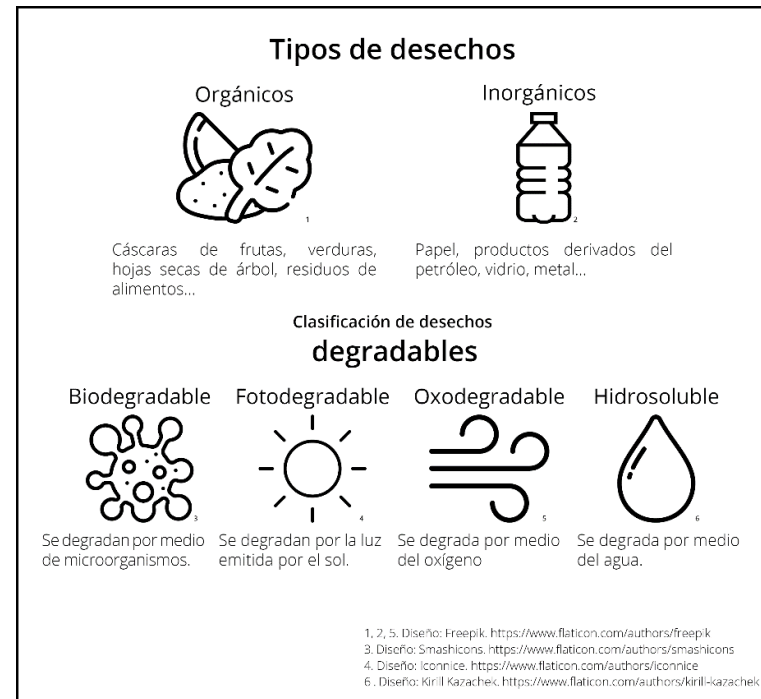 Tipos de desechos
Orgánicos
Inorgánicos
1
2
Cáscaras de frutas, verduras,
hojas secas de árbol, residuos de
alimentos...
Papel, productos derivados del
petróleo, vidrio, metal...
Clasificación de desechos
degradables
Biodegradable
Fotodegradable
Oxodegradable
Hidrosoluble
3
4
5
6
Se degradan por medio
de microorganismos.
Se degradan por la luz
emitida por el sol.
Se degrada por medio
del oxígeno
Se degrada por medio
del agua.
1, 2, 5. Diseño: Freepik. https://www.flaticon.com/authors/freepik
3. Diseño: Smashicons. https://www.flaticon.com/authors/smashicons
4. Diseño: Iconnice. https://www.flaticon.com/authors/iconnice
6 . Diseño: Kirill Kazachek. https://www.flaticon.com/authors/kirill-kazachek